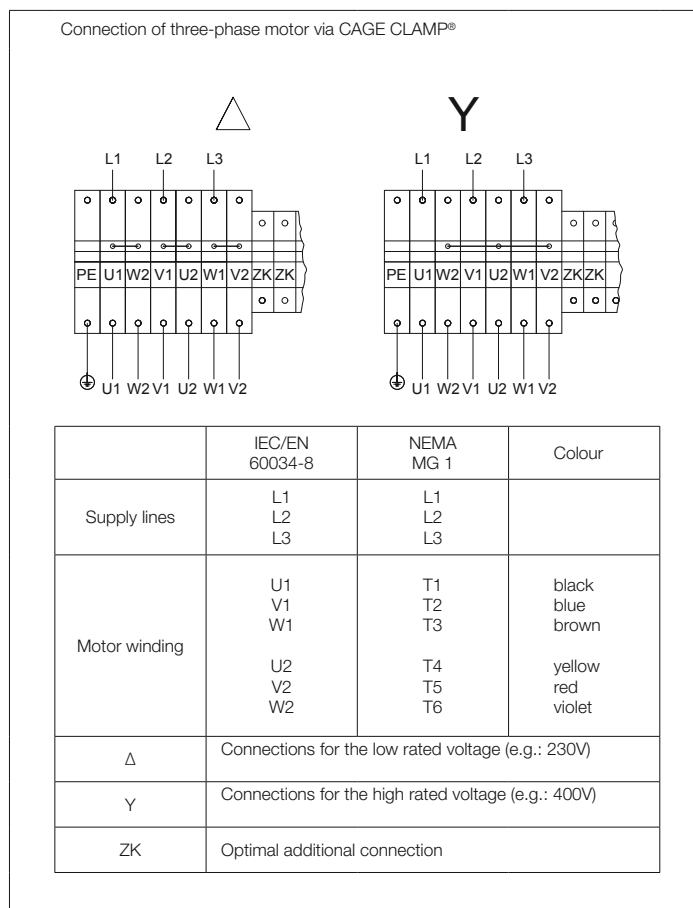 Connection of three-phase motor via CAGE CLAMP®
△ Y
L1 L2 L3 L1 L2 L3
PE U1 W2 V1 U2 W1 V2 ZK ZK PE U1 W2 V1 U2 W1 V2 ZK ZK
U1 W2 V1 U2 W1 V2 U1 W2 V1 U2 W1 V2
IEC/EN
60034-8
NEMA
MG 1
Colour
Supply lines
L1 L1
L2 L2
L3 L3
Motor winding
U1 T1 black
V1 T2 blue
W1 T3 brown
U2 T4 yellow
V2 T5 red
W2 T6 violet
Δ Connections for the low rated voltage (e.g.: 230V)
Y Connections for the high rated voltage (e.g.: 400V)
ZK Optimal additional connection